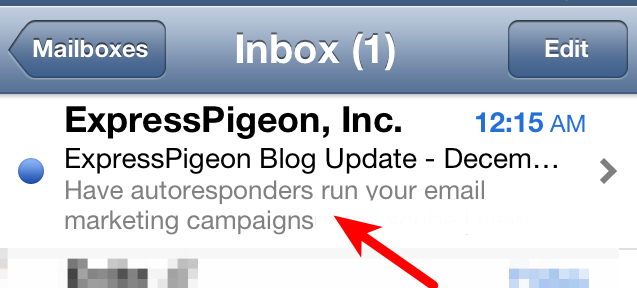 Mailboxes
Inbox (1)
Edit
ExpressPigeon, Inc.
12:15 AM
ExpressPigeon Blog Update - Decem...
Have autoresponders run your email
marketing campaigns